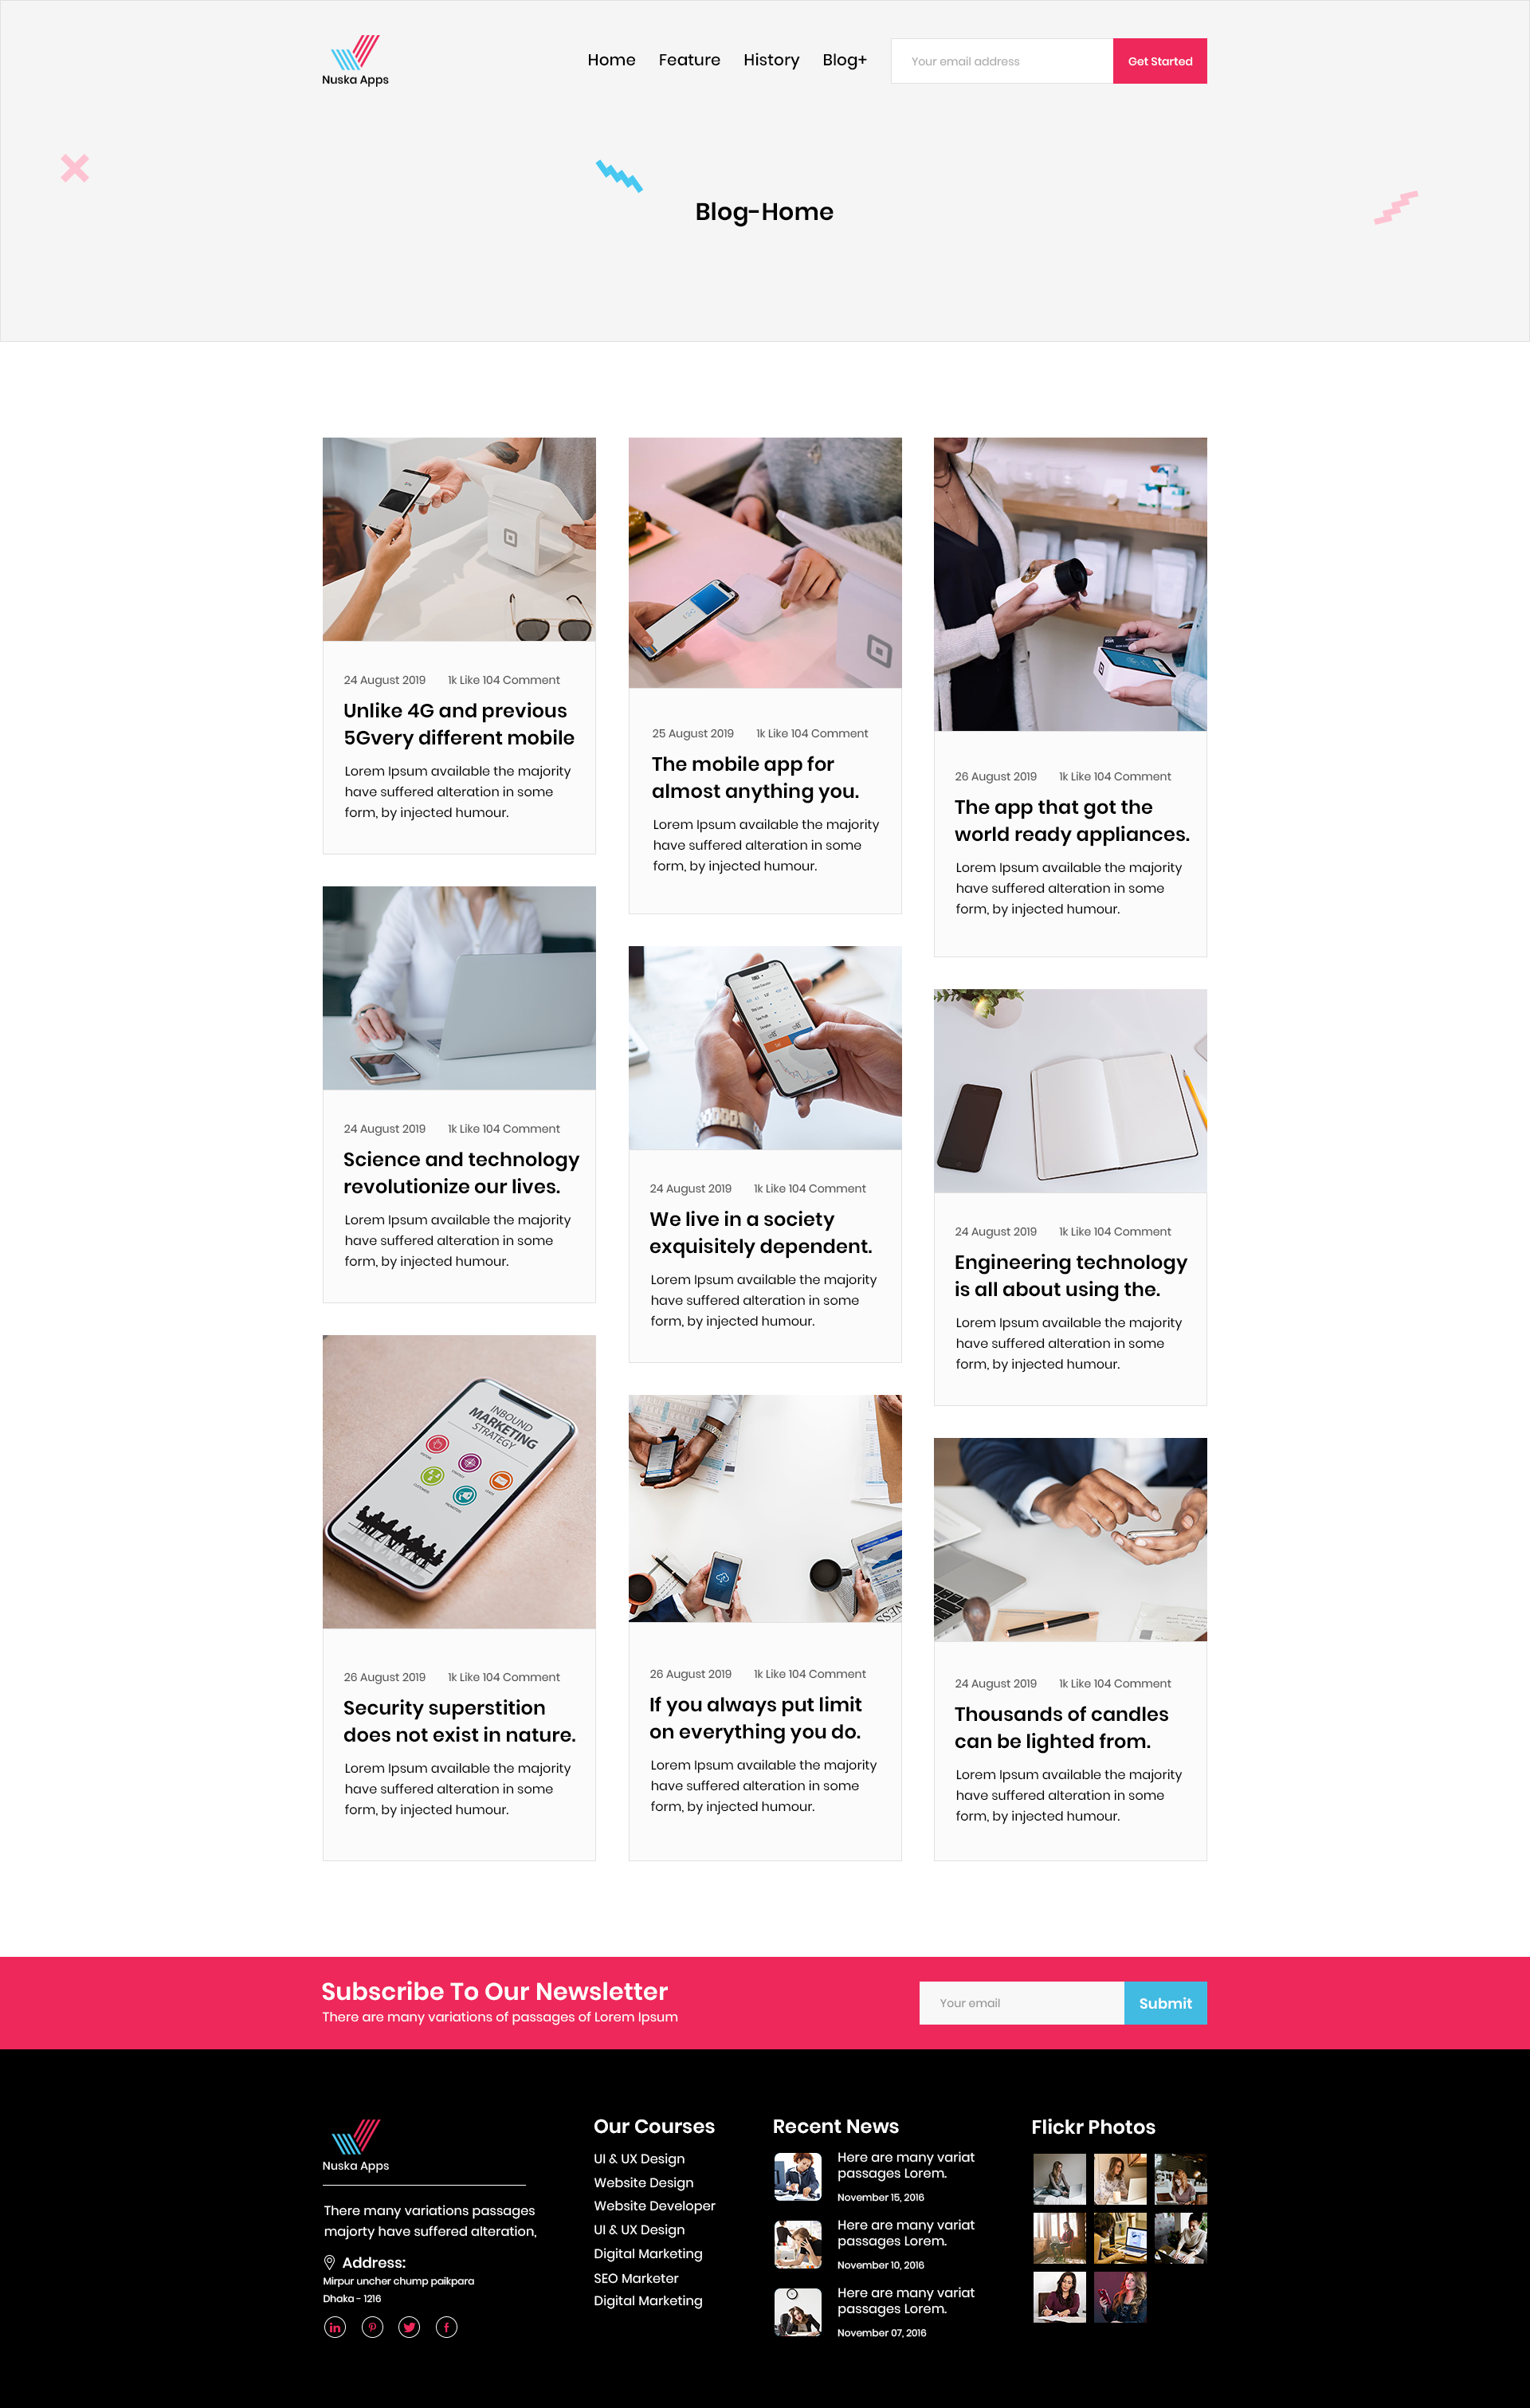 Nuska Apps
Home Feature History Blog+
Your email address
Get Started
Blog-Home
24 August 2019 1k Like 104 Comment
Unlike 4G and previous
5Gvery different mobile
Lorem Ipsum available the majority
have suffered alteration in some
form, by injected humour.
25 August 2019 1k Like 104 Comment
The mobile app for
almost anything you.
Lorem Ipsum available the majority
have suffered alteration in some
form, by injected humour.
26 August 2019 1k Like 104 Comment
The app that got the
world ready appliances.
Lorem Ipsum available the majority
have suffered alteration in some
form, by injected humour.
24 August 2019 1k Like 104 Comment
Science and technology
revolutionize our lives.
Lorem Ipsum available the majority
have suffered alteration in some
form, by injected humour.
24 August 2019 1k Like 104 Comment
We live in a society
exquisitely dependent.
Lorem Ipsum available the majority
have suffered alteration in some
form, by injected humour.
24 August 2019 1k Like 104 Comment
Engineering technology
is all about using the.
Lorem Ipsum available the majority
have suffered alteration in some
form, by injected humour.
INBOUND
MARKETING
STRATEGY
26 August 2019 1k Like 104 Comment
Security superstition
does not exist in nature.
Lorem Ipsum available the majority
have suffered alteration in some
form, by injected humour.
26 August 2019 1k Like 104 Comment
If you always put limit
on everything you do.
Lorem Ipsum available the majority
have suffered alteration in some
form, by injected humour.
24 August 2019 1k Like 104 Comment
Thousands of candles
can be lighted from.
Lorem Ipsum available the majority
have suffered alteration in some
form, by injected humour.
Subscribe To Our Newsletter
There are many variations of passages of Lorem Ipsum
Your email
Submit
Nuska Apps
There many variations passages
majorty have suffered alteration,
Address:
Mirpur uncher chump paikpara
Dhaka - 1216
Our Courses
UI & UX Design
Website Design
Website Developer
UI & UX Design
Digital Marketing
SEO Marketer
Digital Marketing
Recent News
Here are many variat
passages Lorem.
November 15, 2016
Here are many variat
passages Lorem.
November 10, 2016
Here are many variat
passages Lorem.
November 07, 2016
Flickr Photos